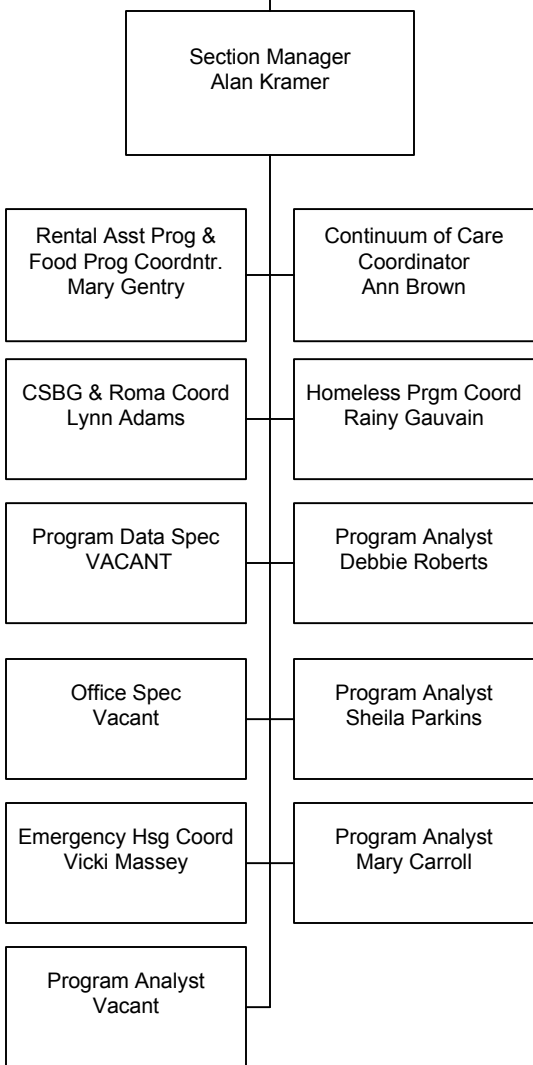 Section Manager
Alan Kramer
Rental Asst Prog &
Food Prog Coordntr.
Mary Gentry
Continuum of Care
Coordinator
Ann Brown
CSBG & Roma Coord
Lynn Adams
Homeless Prgm Coord
Rainy Gauvain
Program Data Spec
VACANT
Program Analyst
Debbie Roberts
Office Spec
Vacant
Program Analyst
Sheila Parkins
Emergency Hsg Coord
Vicki Massey
Program Analyst
Mary Carroll
Program Analyst
Vacant